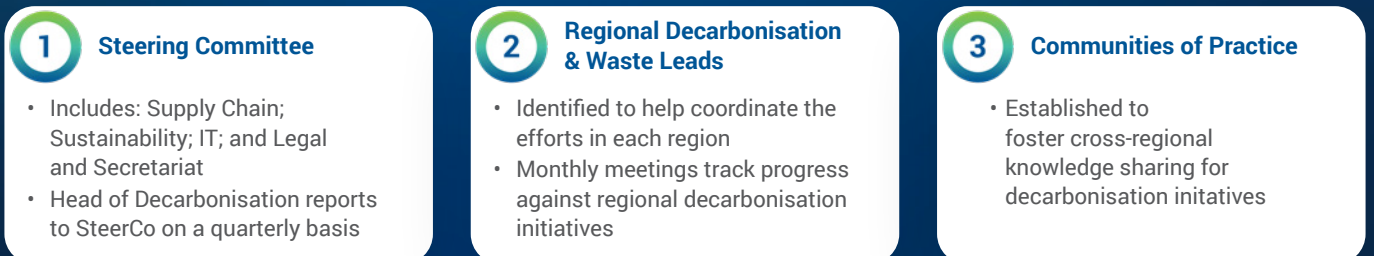 1
Steering Committee
• Includes: Supply Chain;
Sustainability; IT; and Legal
and Secretariat
• Head of Decarbonisation reports
to SteerCo on a quarterly basis
2
Regional Decarbonisation
& Waste Leads
• Identified to help coordinate the
efforts in each region
• Monthly meetings track progress
against regional decarbonisation
initiatives
3
Communities of Practice
• Established to
foster cross-regional
knowledge sharing for
decarbonisation initatives